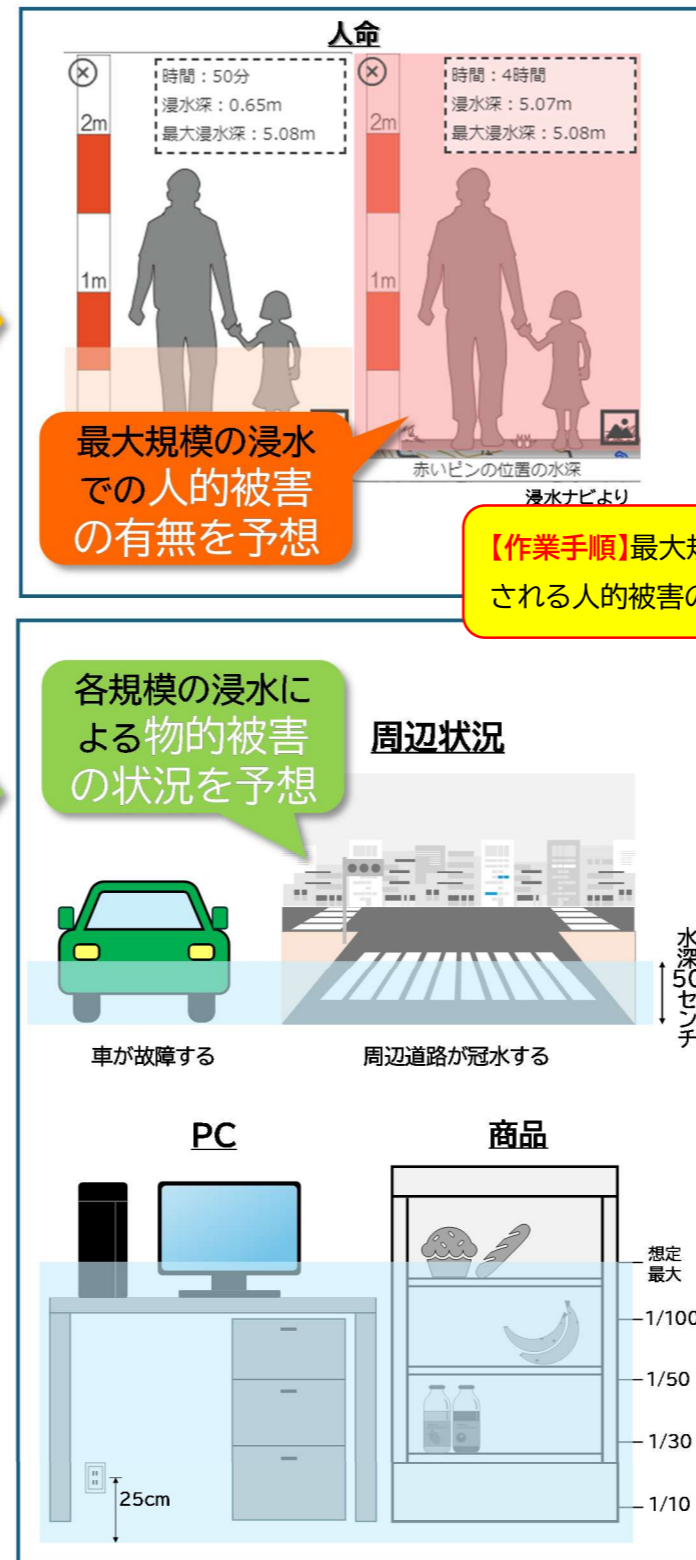 人命
時間：50分
浸水深：0.65m
最大浸水深：5.08m
2m
1m
時間：4時間
浸水深：5.07m
最大浸水深：5.08m
2m
1m
最大規模の浸水
での人的被害
の有無を予想
赤いピンの位置の水深
浸水ナビより
【作業手順】最大規
される人的被害の
各規模の浸水に
よる物的被害
の状況を予想
周辺状況
水深50センチ
車が故障する
周辺道路が冠水する
PC
商品
想定
最大
1/100
1/50
1/30
1/10
25cm